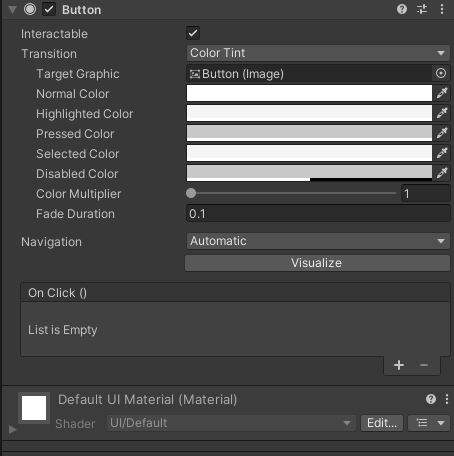 Button
Interactable
Transition Color Tint
Target Graphic Button (Image)
Normal Color
Highlighted Color
Pressed Color
Selected Color
Disabled Color
Color Multiplier 1
Fade Duration 0.1
Navigation Automatic
Visualize
On Click ()
List is Empty
Default UI Material (Material)
Shader UI/Default Edit...